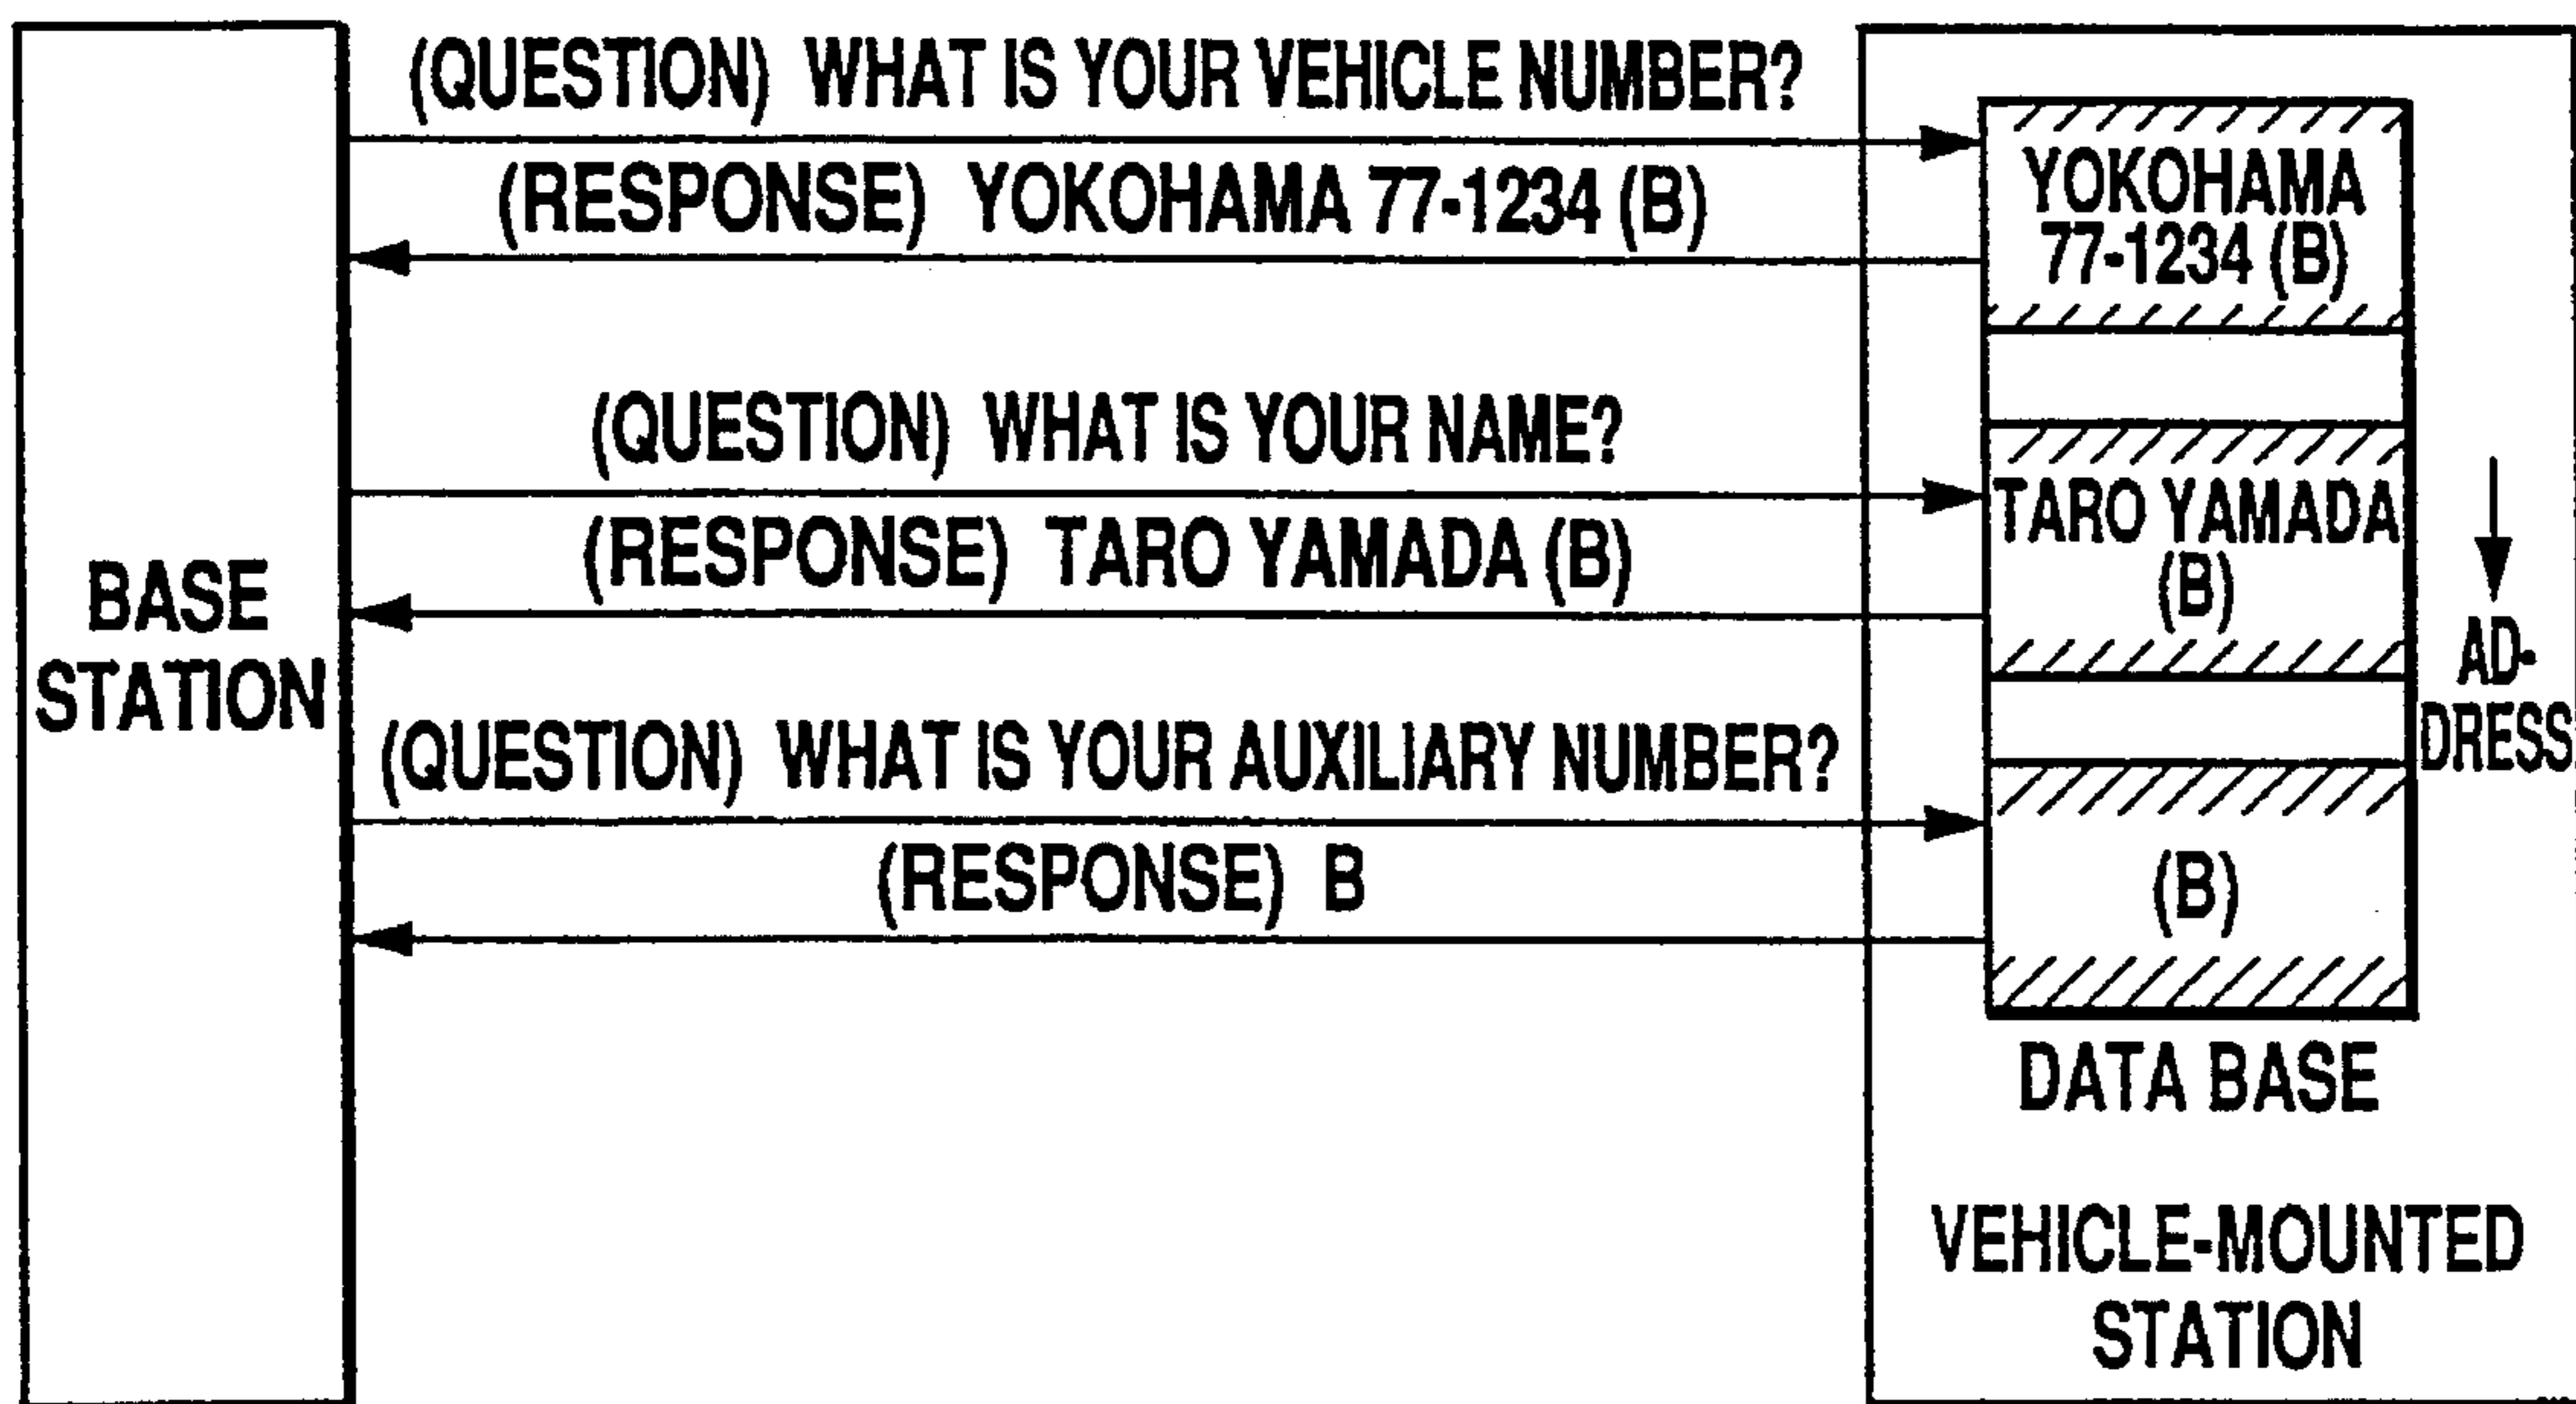 (QUESTION) WHAT IS YOUR VEHICLE NUMBER?
(RESPONSE) YOKOHAMA 77-1234 (B)
(QUESTION) WHAT IS YOUR NAME?
(RESPONSE) TARO YAMADA (B)
(QUESTION) WHAT IS YOUR AUXILIARY NUMBER?
(RESPONSE) B
BASE
STATION
YOKOHAMA
77-1234 (B)
TARO YAMADA
(B)
(B)
AD-
DRESS
DATA BASE
VEHICLE-MOUNTED
STATION